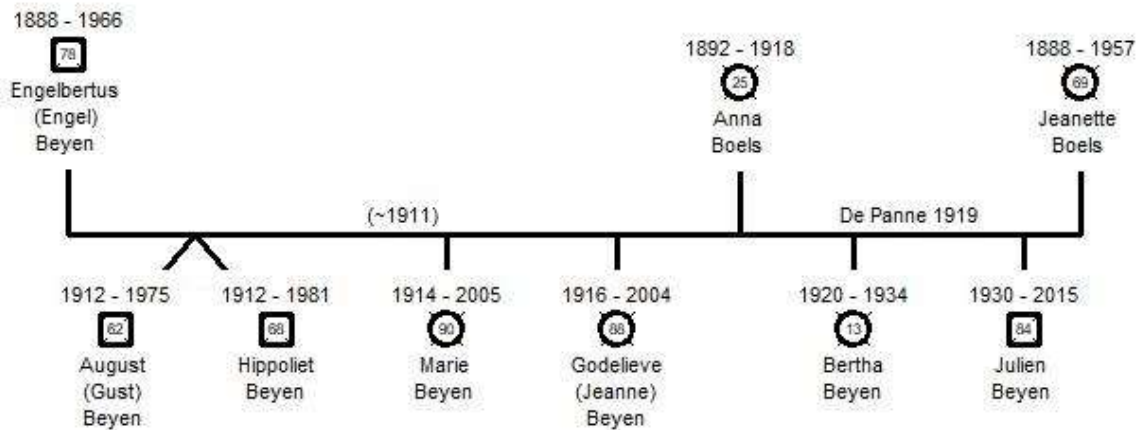 1888 - 1966
78
Engelbertus
(Engel)
Beyen
1892 - 1918
25
Anna
Boels
1888 - 1957
69
Jeanette
Boels
(~1911)
De Panne 1919
1912 - 1975
62
August
(Gust)
Beyen
1912 - 1981
68
Hippoliet
Beyen
1914 - 2005
90
Marie
Beyen
1916 - 2004
88
Godelieve
(Jeanne)
Beyen
1920 - 1934
13
Bertha
Beyen
1930 - 2015
84
Julien
Beyen